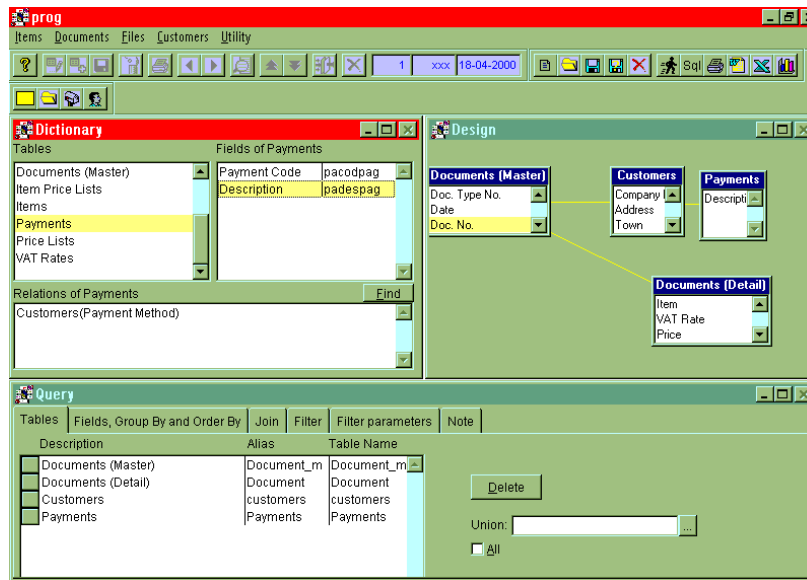 prog
Items Documents Files Customers Utility
1 xxx 18-04-2000 Sql
Dictionary
Tables Fields of Payments
Documents (Master)
Item Price Lists
Items
Payments
Price Lists
VAT Rates
Payment Code pacodpag
Description padespag
Relations of Payments Find
Customers(Payment Method)
Design
Documents (Master)
Doc. Type No.
Date
Doc. No.
Customers
Company
Address
Town
Payments
Descripti
Documents (Detail)
Item
VAT Rate
Price
Query
Tables Fields, Group By and Order By Join Filter Filter parameters Note
Description Alias Table Name
Documents (Master) Document_m Document_m
Documents (Detail) Document Document
Customers customers customers
Payments Payments Payments
Delete
Union: ...
All